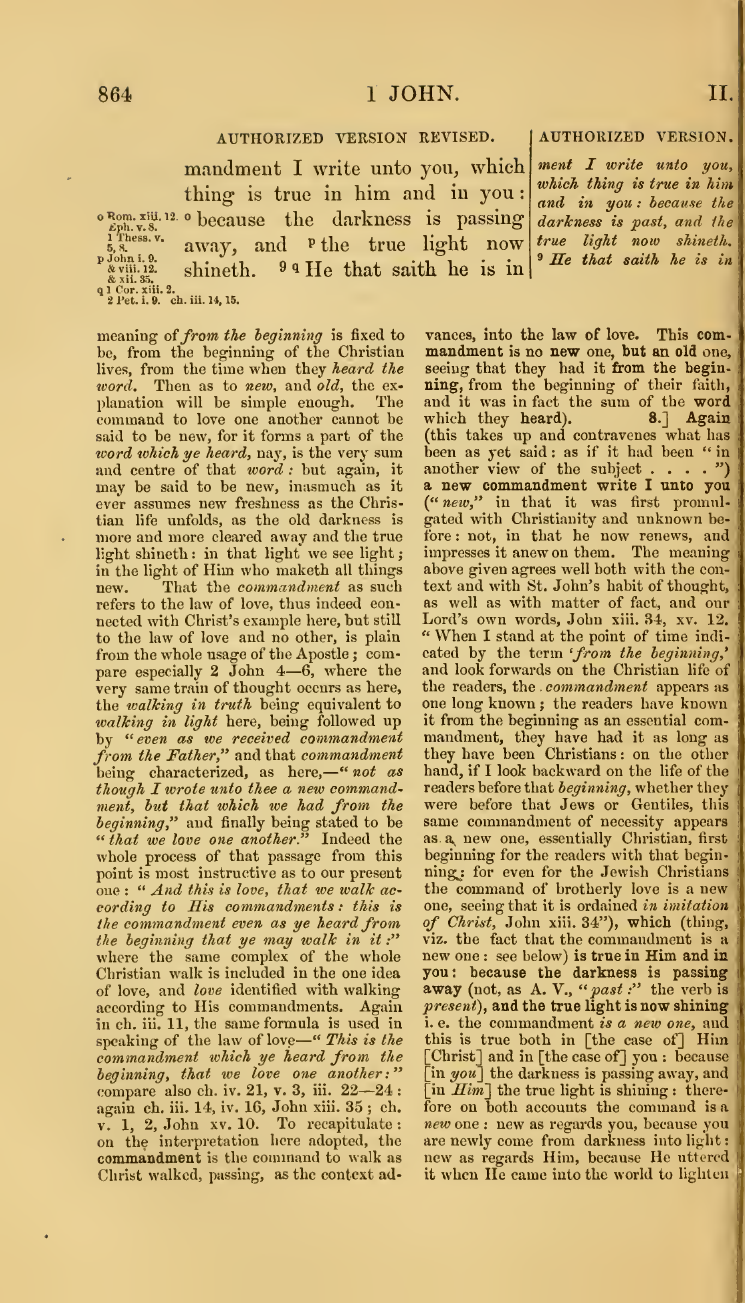 864
1 JOHN.
II.
AUTHORIZED VERSION REVISED.
mandment I write unto you, which
thing is true in him and in you :
o Rom. xiii. 12.
Eph. v. 8.
1 Thess. v.
5, 8.
p John i. 9.
& viii. 12.
& xii. 35.
q 1 Cor. xiii. 2.
2 Pet. i. 9. ch. iii. 14, 15.
o because the darkness is passing
away, and p the true light now
shineth. 9 q He that saith he is in
AUTHORIZED VERSION.
ment I write unto you,
which thing is true in him
and in you : because the
darkness is past, and the
true light now shineth.
9 He that saith he is in
meaning of from the beginning is fixed to
be, from the beginning of the Christian
lives, from the time when they heard the
word. Then as to new, and old, the ex-
planation will be simple enough. The
command to love one another cannot be
said to be new, for it forms a part of the
word which ye heard, nay, is the very sum
and centre of that word : but again, it
may be said to be new, inasmuch as it
ever assumes new freshness as the Chris-
tian life unfolds, as the old darkness is
more and more cleared away and the true
light shineth : in that light we see light ;
in the light of Him who maketh all things
new. That the commandment as such
refers to the law of love, thus indeed con-
nected with Christ's example here, but still
to the law of love and no other, is plain
from the whole usage of the Apostle ; com-
pare especially 2 John 4—6, where the
very same train of thought occurs as here,
the walking in truth being equivalent to
walking in light here, being followed up
by “even as we received commandment
from the Father,” and that commandment
being characterized, as here,—“ not as
though I wrote unto thee a new command-
ment, but that which we had from the
beginning,” and finally being stated to be
“ that we love one another.” Indeed the
whole process of that passage from this
point is most instructive as to our present
one : “ And this is love, that we walk ac-
cording to His commandments : this is
the commandment even as ye heard from
the beginning that ye may walk in it :”
where the same complex of the whole
Christian walk is included in the one idea
of love, and love identified with walking
according to His commandments. Again
in ch. iii. 11, the same formula is used in
speaking of the law of love—“ This is the
commandment which ye heard from the
beginning, that we love one another : ”
compare also ch. iv. 21, v. 3, iii. 22—24 :
again ch. iii. 14, iv. 16, John xiii. 35 ; ch.
v. 1, 2, John xv. 10. To recapitulate :
on the interpretation here adopted, the
commandment is the command to walk as
Christ walked, passing, as the context ad-
vances, into the law of love. This com-
mandment is no new one, but an old one,
seeing that they had it from the begin-
ning, from the beginning of their faith,
and it was in fact the sum of the word
which they heard). 8.] Again
(this takes up and contravenes what has
been as yet said : as if it had been “ in
another view of the subject . . . . ”)
a new commandment write I unto you
(“ new,” in that it was first promul-
gated with Christianity and unknown be-
fore : not, in that he now renews, and
impresses it anew on them. The meaning
above given agrees well both with the con-
text and with St. John's habit of thought,
as well as with matter of fact, and our
Lord's own words, John xiii. 34, xv. 12.
“ When I stand at the point of time indi-
cated by the term ‘from the beginning,’
and look forwards on the Christian life of
the readers, the commandment appears as
one long known ; the readers have known
it from the beginning as an essential com-
mandment, they have had it as long as
they have been Christians : on the other
hand, if I look backward on the life of the
readers before that beginning, whether they
were before that Jews or Gentiles, this
same commandment of necessity appears
as a new one, essentially Christian, first
beginning for the readers with that begin-
ning : for even for the Jewish Christians
the command of brotherly love is a new
one, seeing that it is ordained in imitation
of Christ, John xiii. 34”), which (thing,
viz. the fact that the commandment is a
new one : see below) is true in Him and in
you : because the darkness is passing
away (not, as A. V., “ past :” the verb is
present), and the true light is now shining
i. e. the commandment is a new one, and
this is true both in [the case of] Him
[Christ] and in [the case of] you : because
[in you] the darkness is passing away, and
[in Him] the true light is shining : there-
fore on both accounts the command is a
new one : new as regards you, because you
are newly come from darkness into light :
new as regards Him, because He uttered
it when He came into the world to lighten